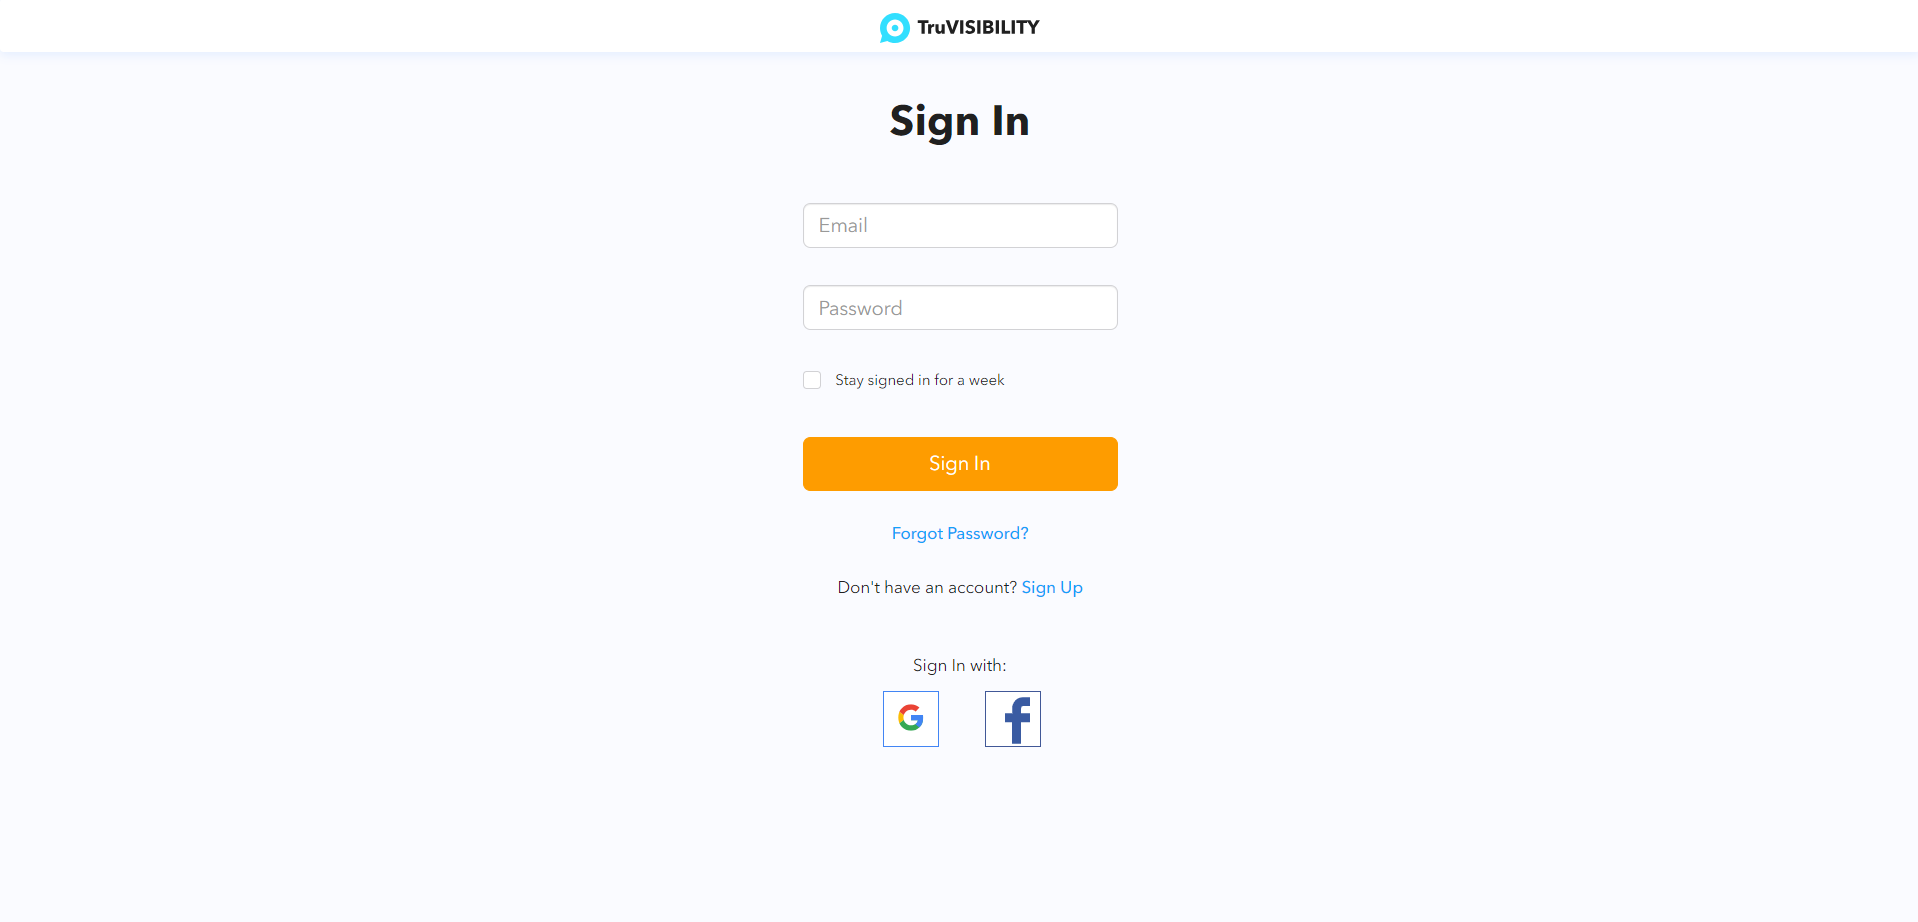 TruVISIBILITY
Sign In
Email
Password
Stay signed in for a week
Sign In
Forgot Password?
Don't have an account? Sign Up
Sign In with: